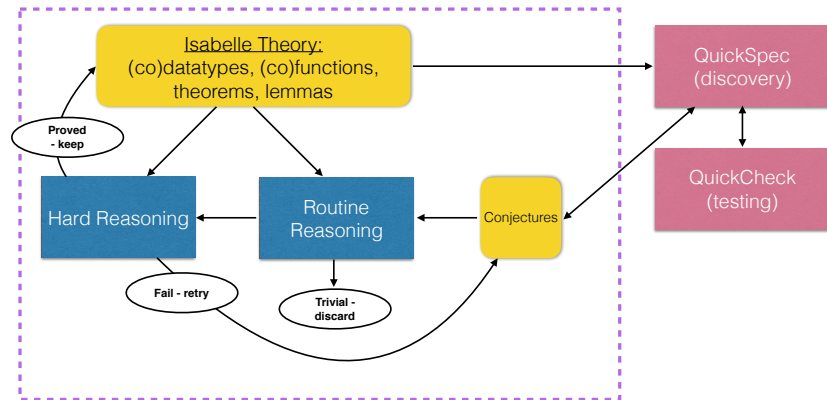 Isabelle Theory:
(co)datatypes, (co)functions,
theorems, lemmas
QuickSpec
(discovery)
Proved
- keep
QuickCheck
(testing)
Hard Reasoning
Routine
Reasoning
Conjectures
Fail - retry
Trivial -
discard